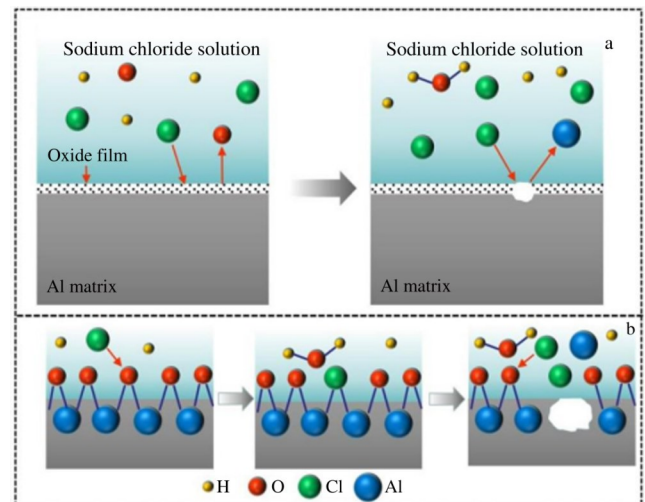 Sodium chloride solution
Oxide film
Al matrix
Sodium chloride solution
a
Al matrix
b
H O Cl Al